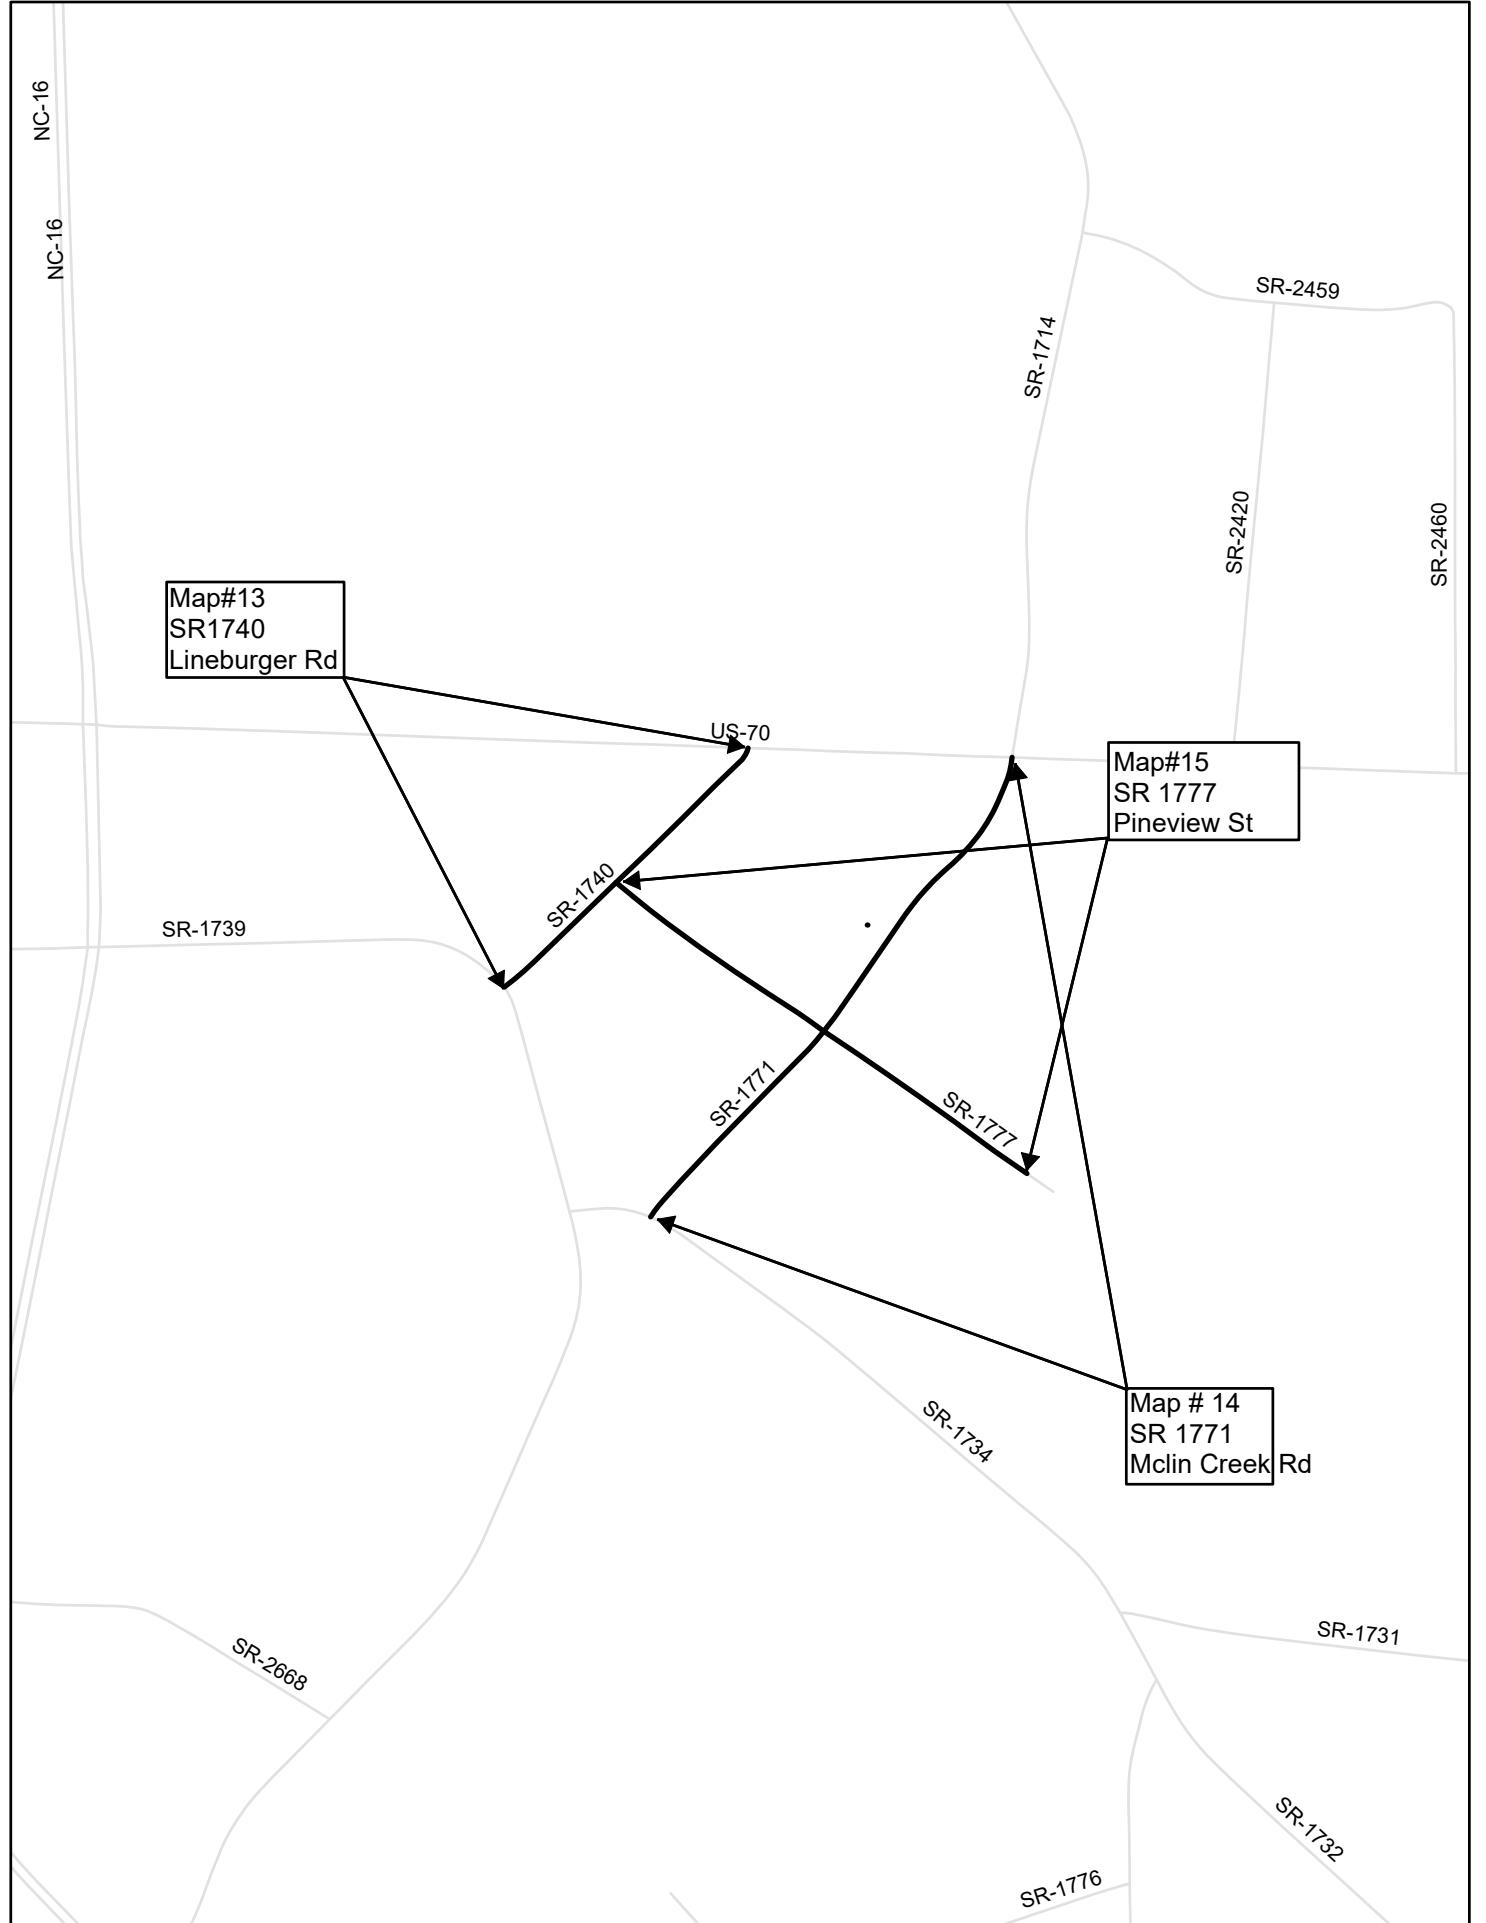 NC-16
NC-16
SR-2459
SR-1714
SR-2420
SR-2460
Map#13
SR1740
Lineburger Rd
US-70
Map#15
SR 1777
Pineview St
SR-1740
SR-1739
SR-1771
SR-1777
Map # 14
SR 1771
Mclin Creek Rd
SR-1734
SR-1731
SR-2668
SR-1732
SR-1776